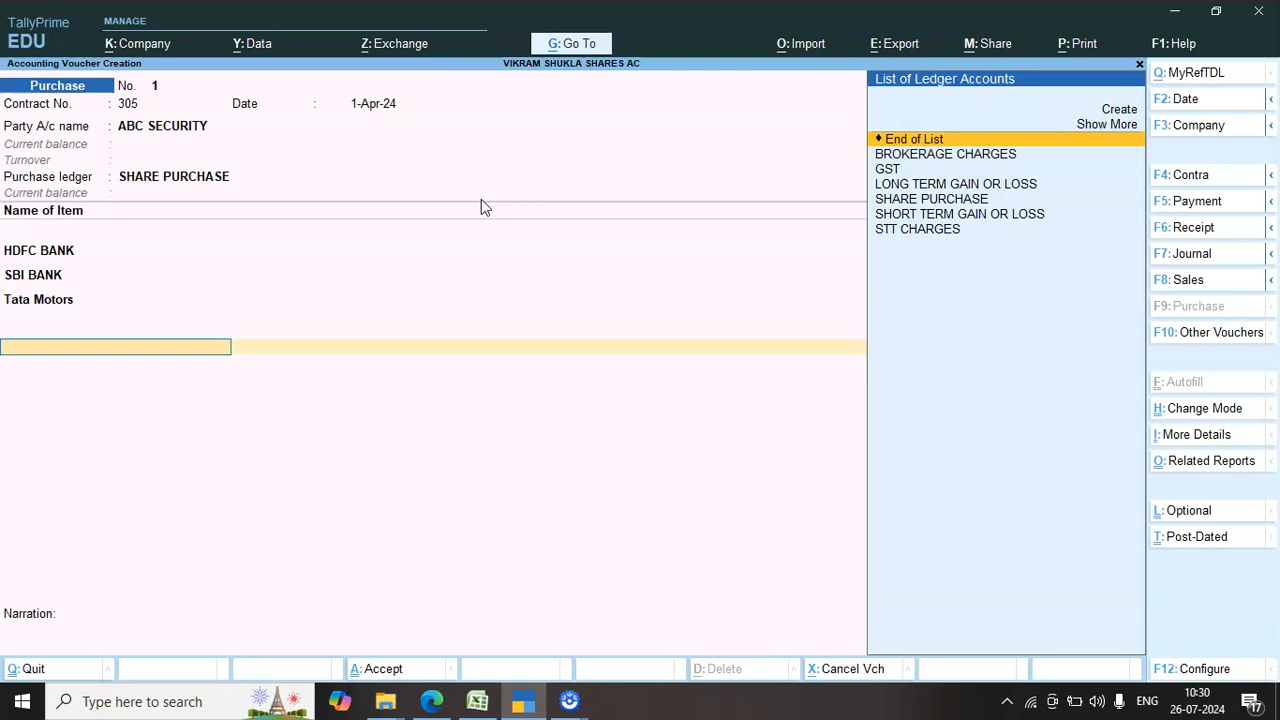 TallyPrime
EDU
MANAGE
K: Company
Y: Data
Z: Exchange
G: Go To
O: Import
E: Export
M: Share
P: Print
F1: Help
Accounting Voucher Creation
VIKRAM SHUKLA SHARES AC
Purchase No. 1
Contract No. : 305 Date : 1-Apr-24
Party A/c name : ABC SECURITY
Current balance :
Turnover :
Purchase ledger : SHARE PURCHASE
Current balance :
Name of Item
HDFC BANK
SBI BANK
Tata Motors
Narration:
List of Ledger Accounts
Create
Show More
♦ End of List
BROKERAGE CHARGES
GST
LONG TERM GAIN OR LOSS
SHARE PURCHASE
SHORT TERM GAIN OR LOSS
STT CHARGES
Q: MyRefTDL
F2: Date
F3: Company
F4: Contra
F5: Payment
F6: Receipt
F7: Journal
F8: Sales
F9: Purchase
F10: Other Vouchers
F: Autofill
H: Change Mode
I: More Details
O: Related Reports
L: Optional
T: Post-Dated
Q: Quit
A: Accept
D: Delete
X: Cancel Vch
F12: Configure
Type here to search
ENG
10:30
26-07-2024
17